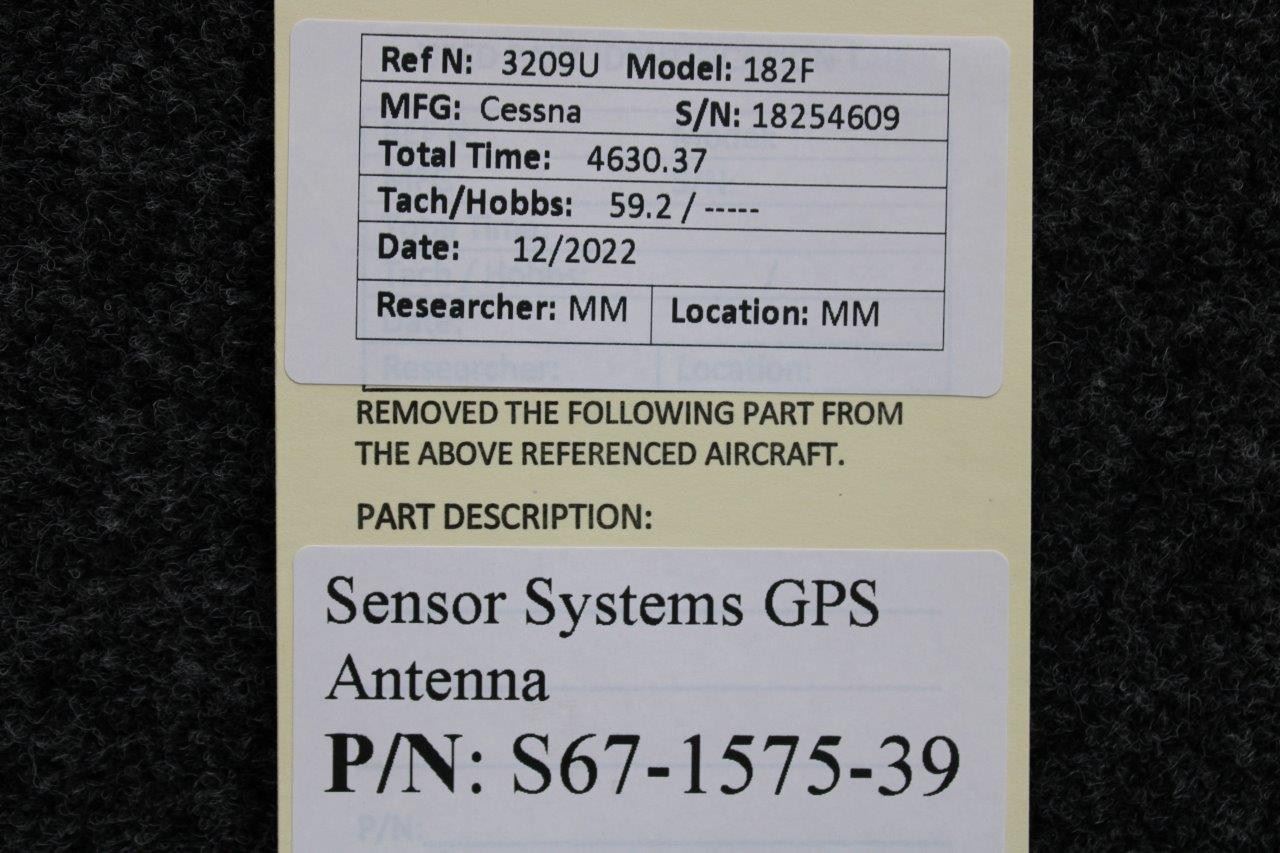 Ref N: 3209U Model: 182F
MFG: Cessna S/N: 18254609
Total Time: 4630.37
Tach/Hobbs: 59.2 / -----
Date: 12/2022
Researcher: MM Location: MM
Researcher: Location:
REMOVED THE FOLLOWING PART FROM
THE ABOVE REFERENCED AIRCRAFT.
PART DESCRIPTION:
Sensor Systems GPS
Antenna
P/N: S67-1575-39
P/N: